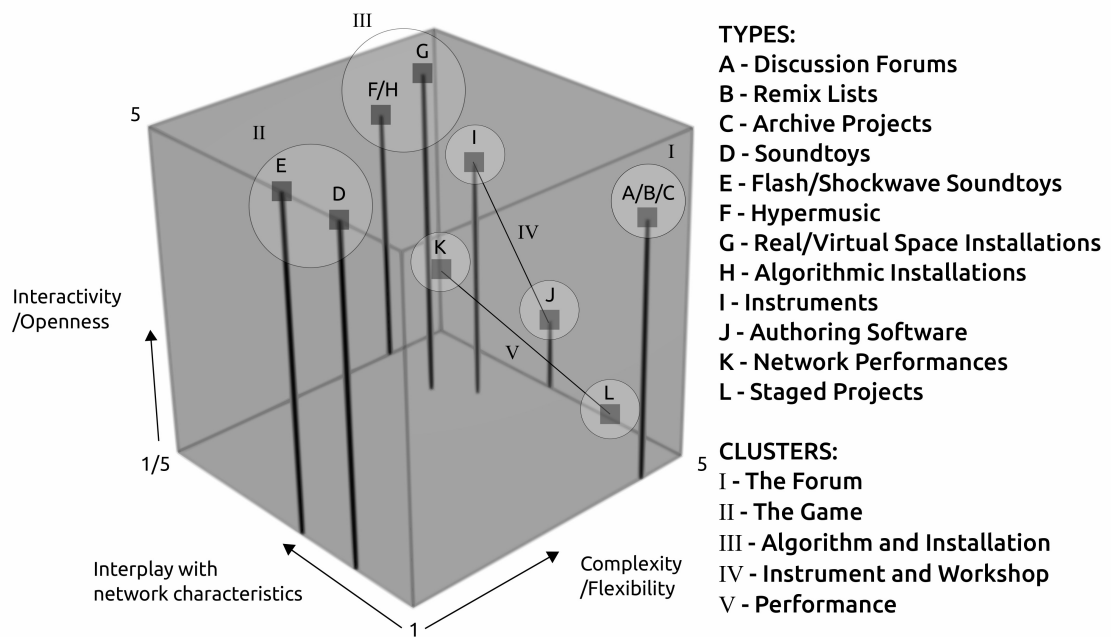 III
G
F/H
5
II
I
I
E
D
A/B/C
K
IV
Interactivity
/Openness
J
V
L
1/5
5
Interplay with
network characteristics
Complexity
/Flexibility
1
TYPES:
A - Discussion Forums
B - Remix Lists
C - Archive Projects
D - Soundtoys
E - Flash/Shockwave Soundtoys
F - Hypermusic
G - Real/Virtual Space Installations
H - Algorithmic Installations
I - Instruments
J - Authoring Software
K - Network Performances
L - Staged Projects
CLUSTERS:
I - The Forum
II - The Game
III - Algorithm and Installation
IV - Instrument and Workshop
V - Performance